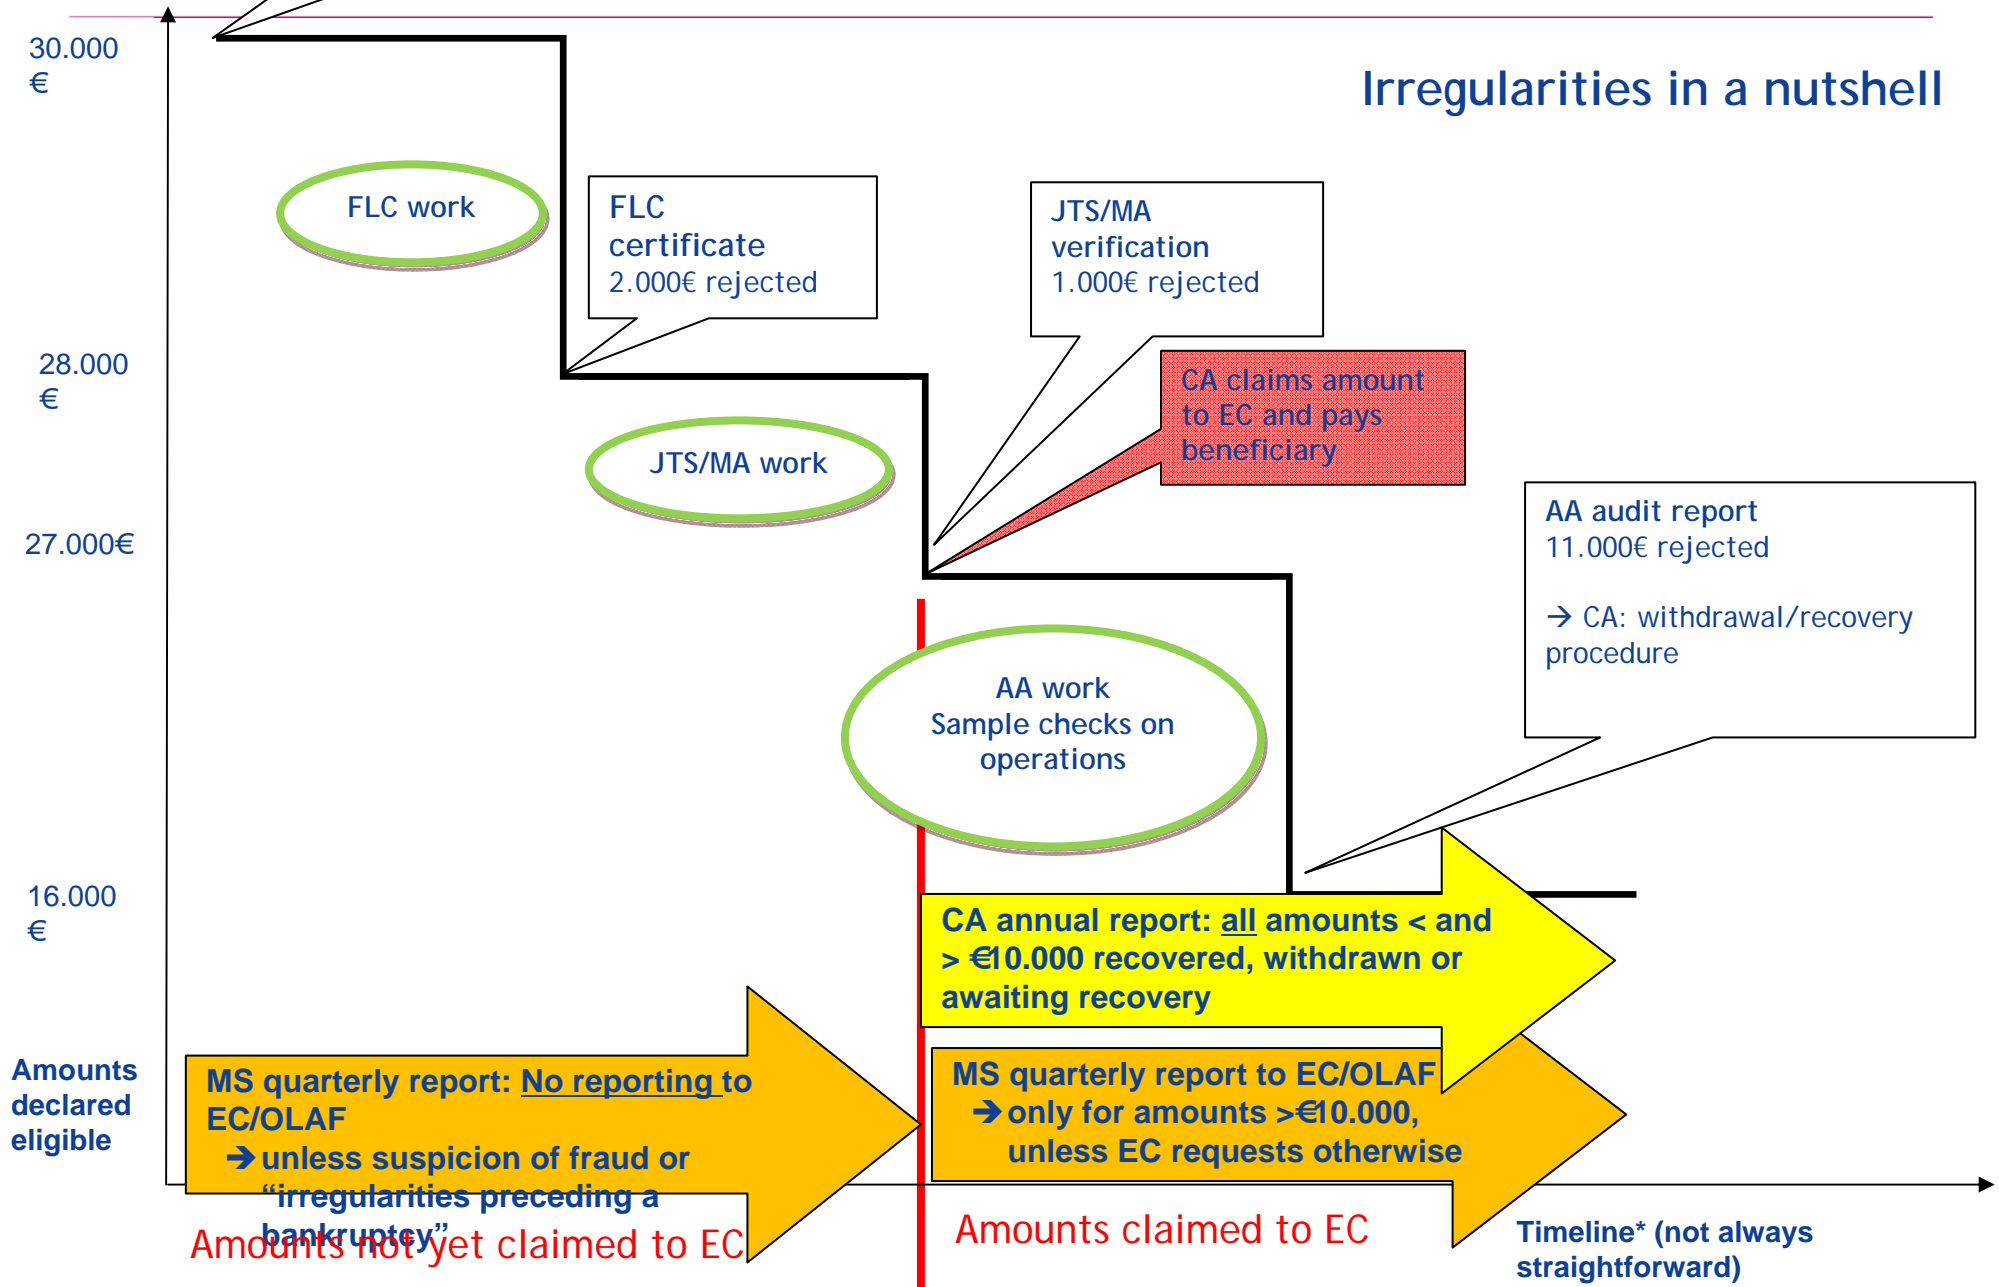 Irregularities in a nutshell
30.000
€
FLC work
FLC
certificate
2.000€ rejected
JTS/MA
verification
1.000€ rejected
28.000
€
CA claims amount
to EC and pays
beneficiary
JTS/MA work
27.000€
AA audit report
11.000€ rejected
→ CA: withdrawal/recovery
procedure
AA work
Sample checks on
operations
16.000
€
CA annual report: all amounts < and
> €10.000 recovered, withdrawn or
awaiting recovery
Amounts
declared
eligible
MS quarterly report: No reporting to
EC/OLAF
➔ unless suspicion of fraud or
“irregularities preceding a
bankruptcy”
MS quarterly report to EC/OLAF
➔ only for amounts >€10.000,
unless EC requests otherwise
Amounts not yet claimed to EC
Amounts claimed to EC
Timeline* (not always
straightforward)